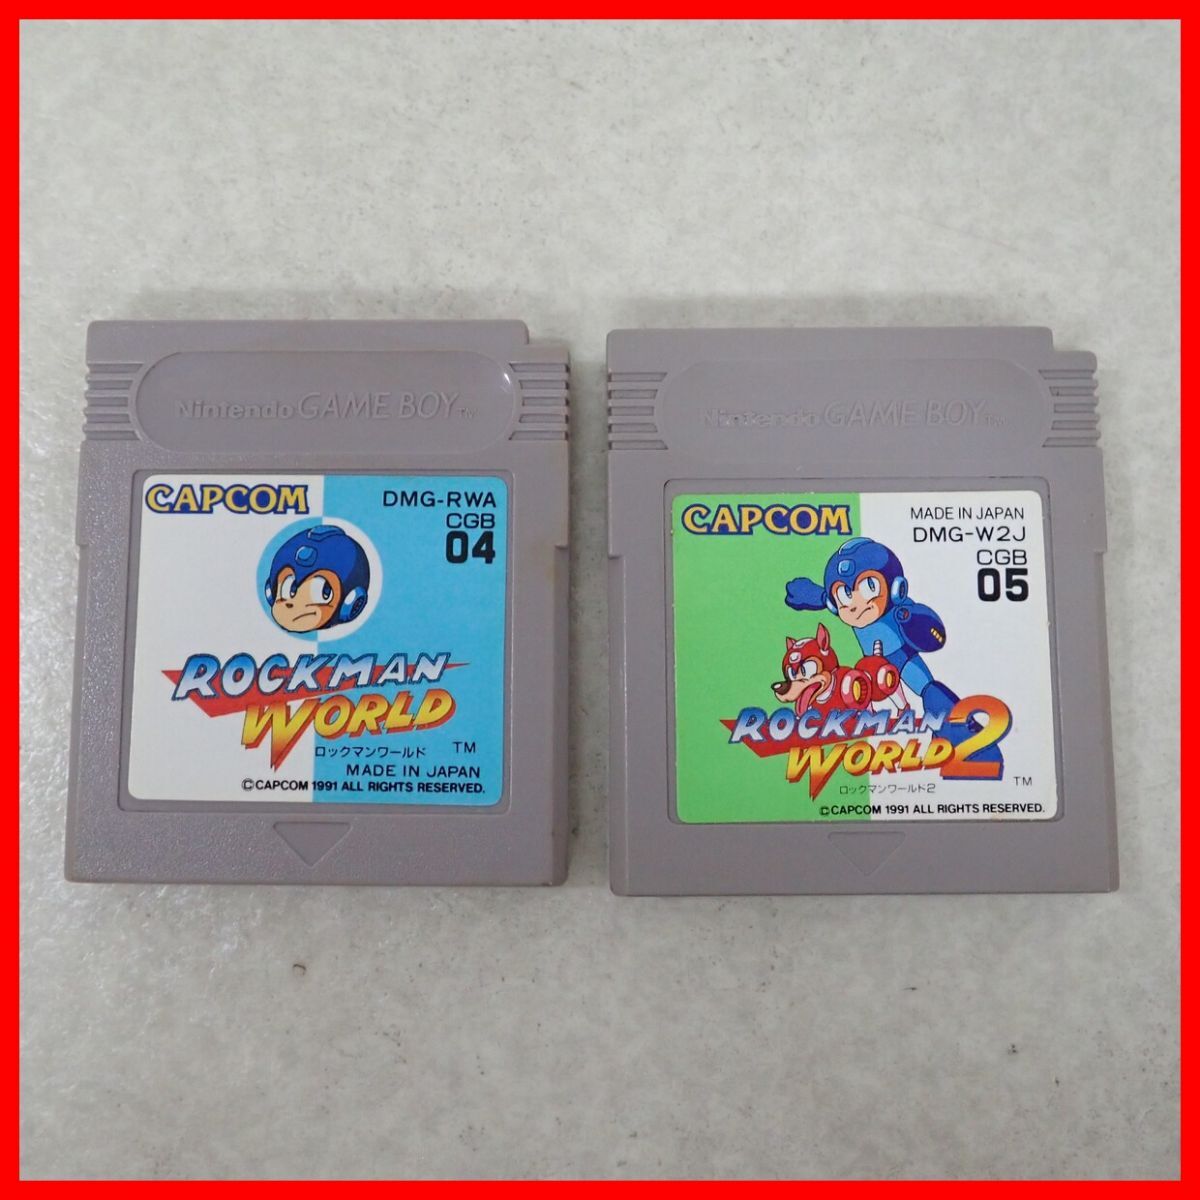 Nintendo GAME BOY TM
CAPCOM
DMG-RWA
CGB
04
ROCKMAN
WORLD
ロックマンワールド TM
MADE IN JAPAN
©CAPCOM 1991 ALL RIGHTS RESERVED.
Nintendo GAME BOY TM
CAPCOM
MADE IN JAPAN
DMG-W2J
CGB
05
ROCKMAN
WORLD 2
ロックマンワールド2
TM
©CAPCOM 1991 ALL RIGHTS RESERVED.